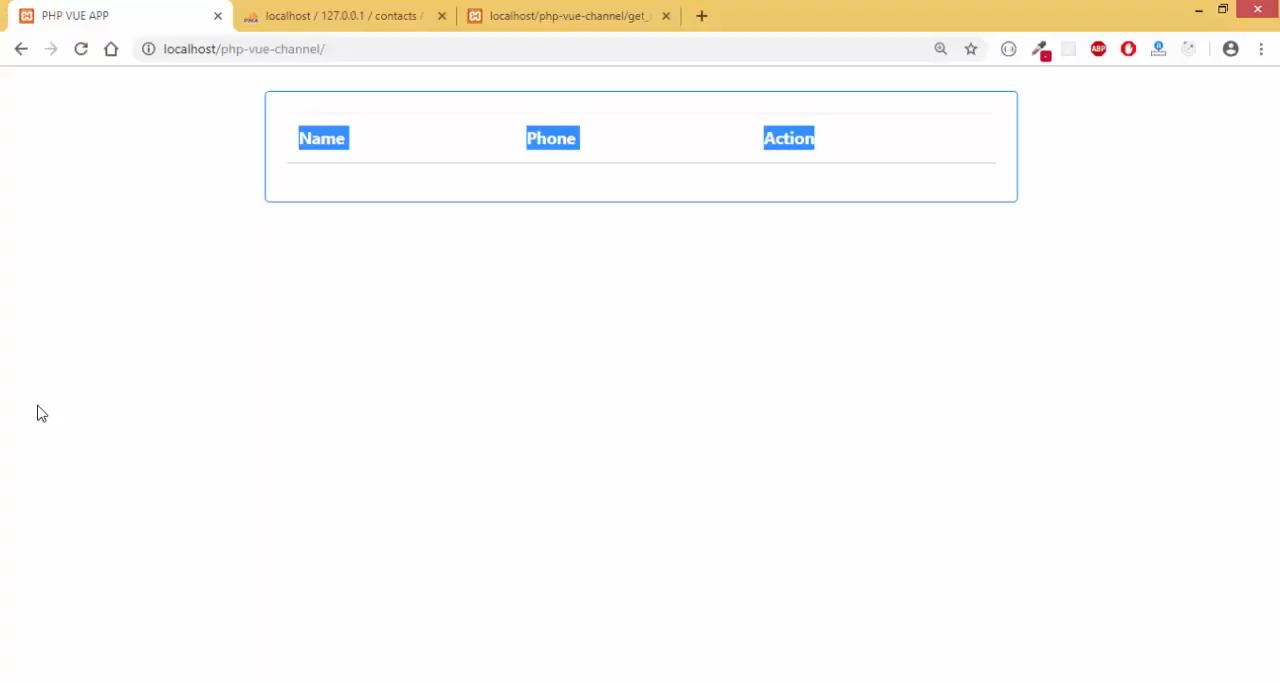 PHP VUE APP
localhost / 127.0.0.1 / contacts /
localhost/php-vue-channel/get_
localhost/php-vue-channel/
ABP
Name Phone Action